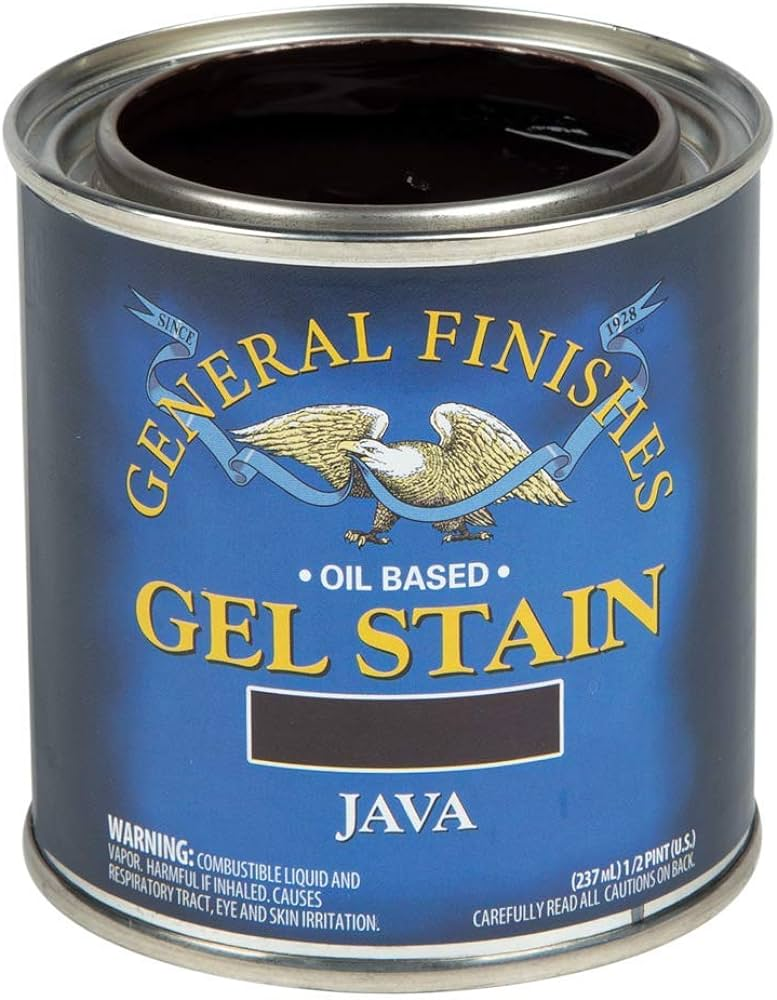 SINCE 1928™
GENERAL FINISHES
• OIL BASED •
GEL STAIN
JAVA
WARNING: COMBUSTIBLE LIQUID AND
VAPOR. HARMFUL IF INHALED. CAUSES
RESPIRATORY TRACT, EYE AND SKIN IRRITATION.
(237 mL) 1/2 PINT (U.S.)
CAREFULLY READ ALL CAUTIONS ON BACK.